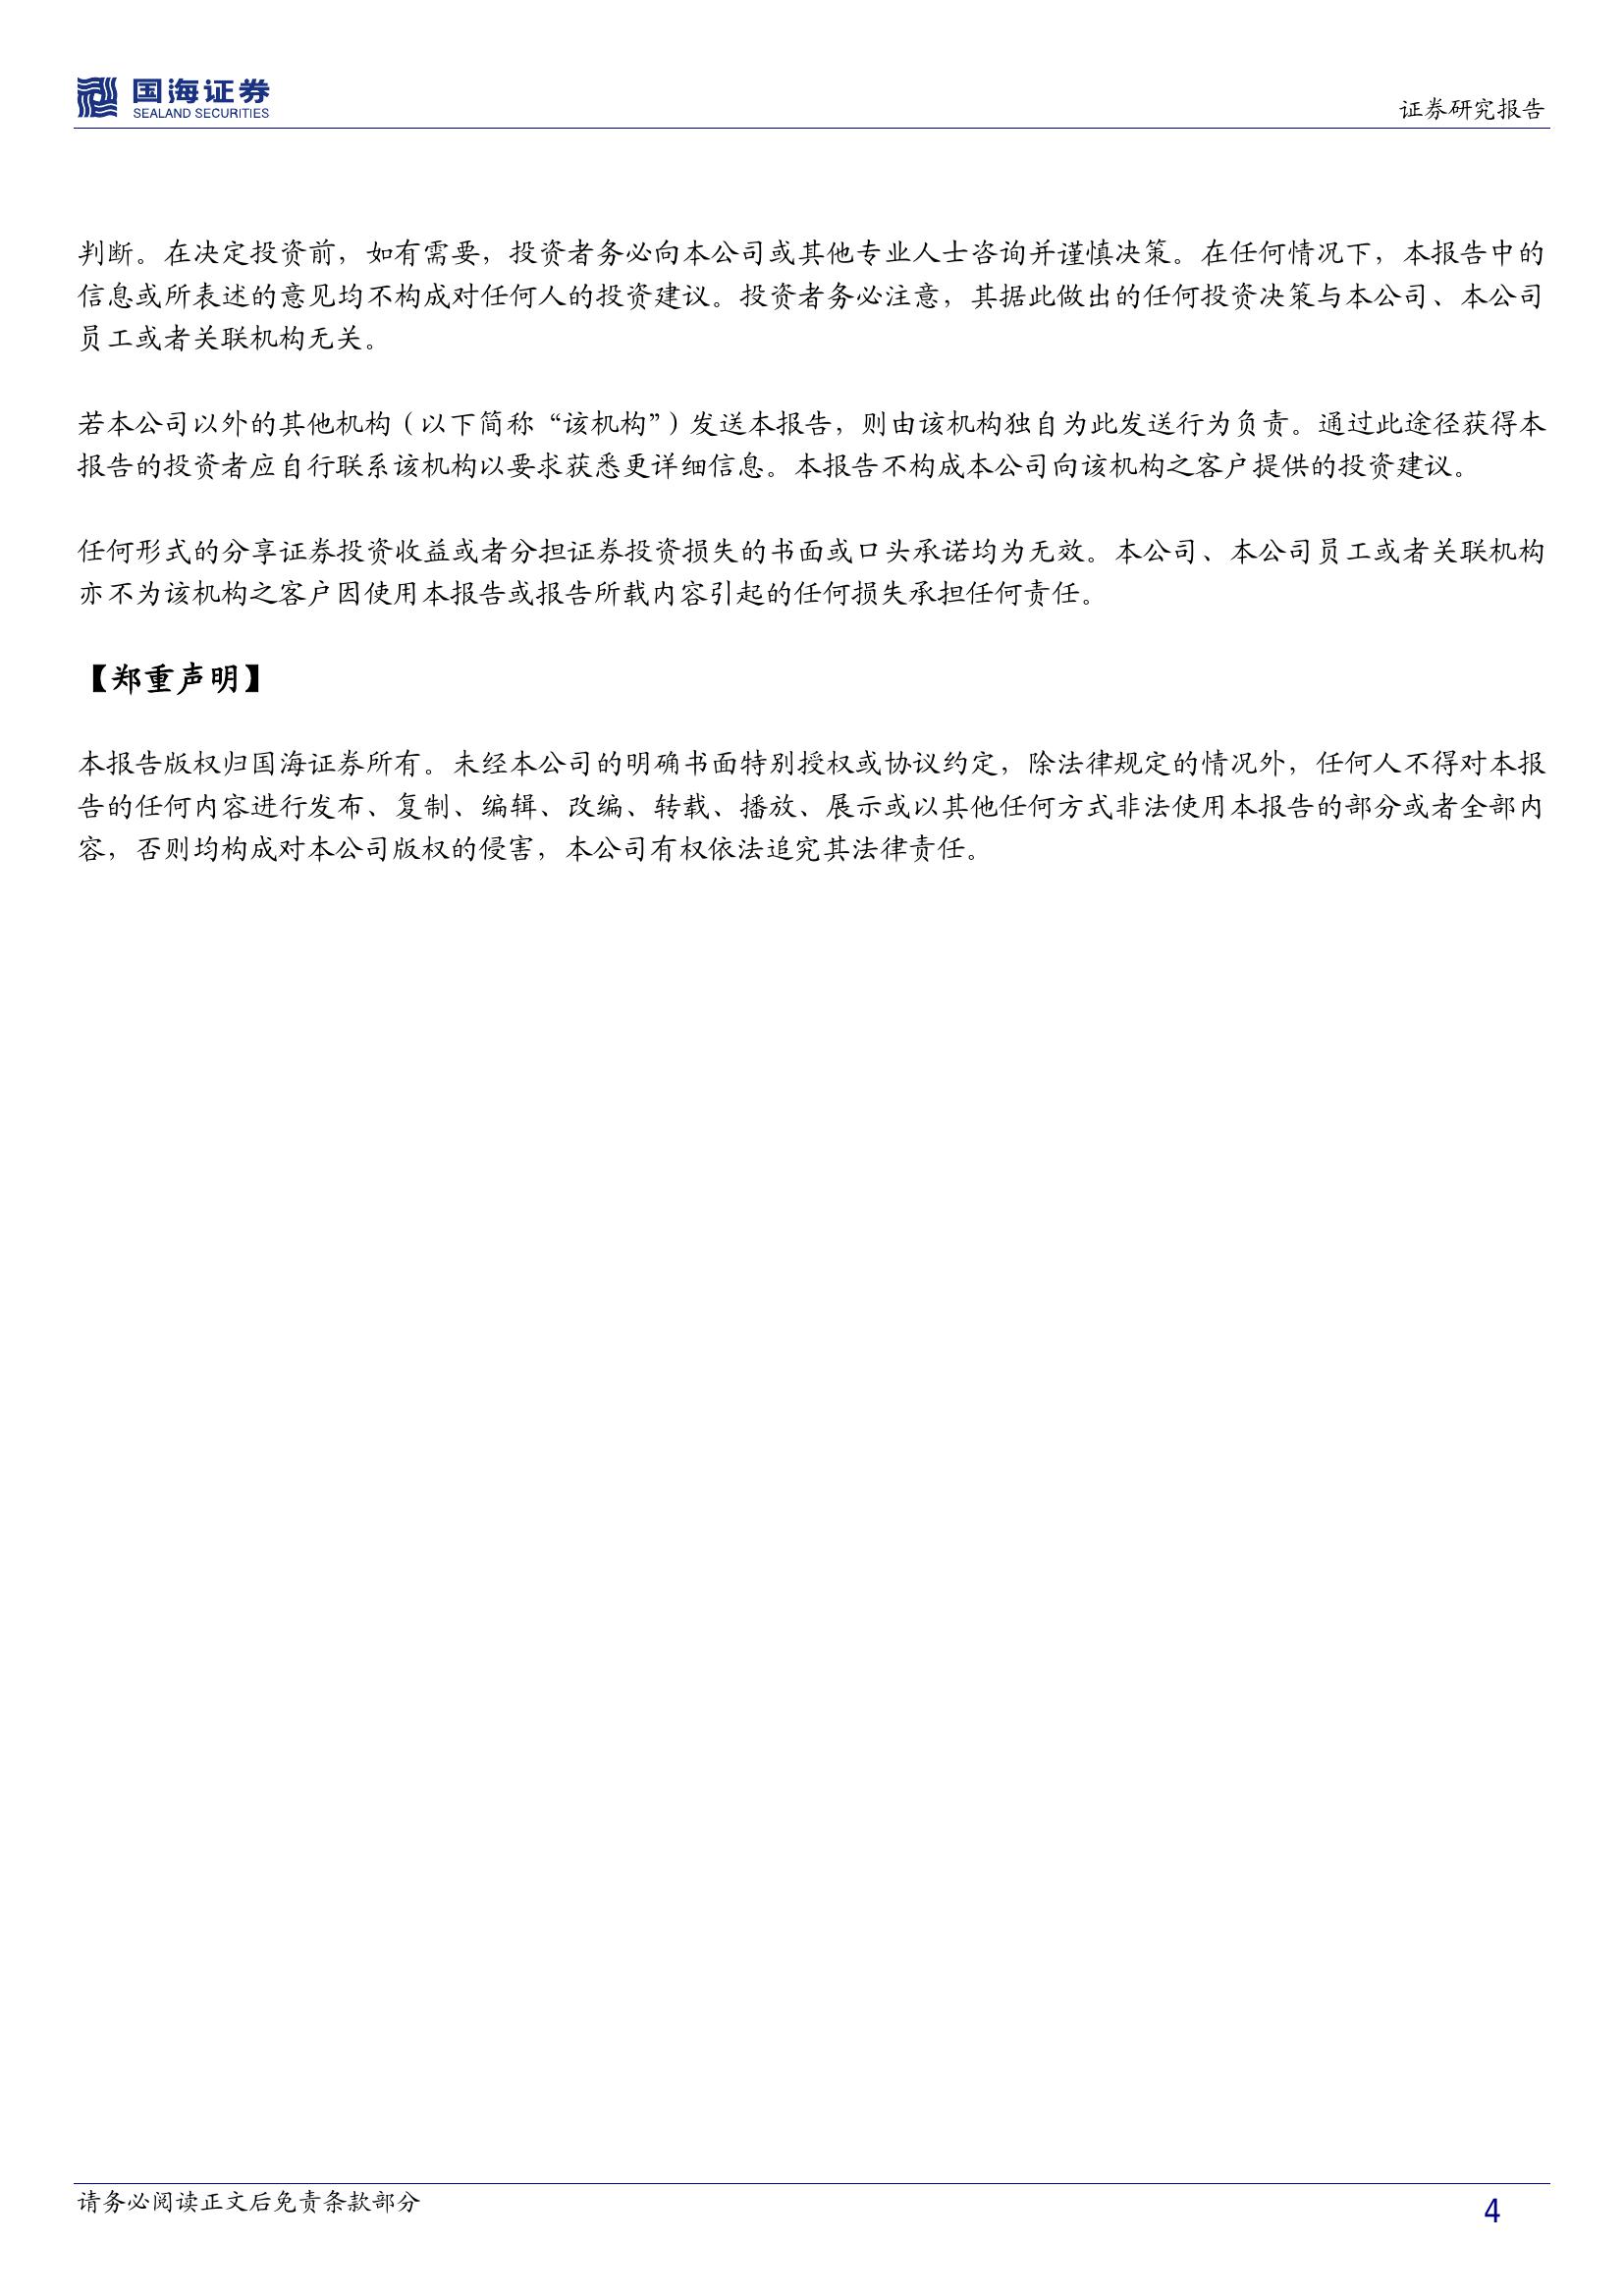 国海证券
SEALAND SECURITIES
证券研究报告
判断。在决定投资前，如有需要，投资者务必向本公司或其他专业人士咨询并谨慎决策。在任何情况下，本报告中的
信息或所表述的意见均不构成对任何人的投资建议。投资者务必注意，其据此做出的任何投资决策与本公司、本公司
员工或者关联机构无关。
若本公司以外的其他机构（以下简称“该机构”）发送本报告，则由该机构独自为此发送行为负责。通过此途径获得本
报告的投资者应自行联系该机构以要求获悉更详细信息。本报告不构成本公司向该机构之客户提供的投资建议。
任何形式的分享证券投资收益或者分担证券投资损失的书面或口头承诺均为无效。本公司、本公司员工或者关联机构
亦不为该机构之客户因使用本报告或报告所载内容引起的任何损失承担任何责任。
【郑重声明】
本报告版权归国海证券所有。未经本公司的明确书面特别授权或协议约定，除法律规定的情况外，任何人不得对本报
告的任何内容进行发布、复制、编辑、改编、转载、播放、展示或以其他任何方式非法使用本报告的部分或者全部内
容，否则均构成对本公司版权的侵害，本公司有权依法追究其法律责任。
请务必阅读正文后免责条款部分
4